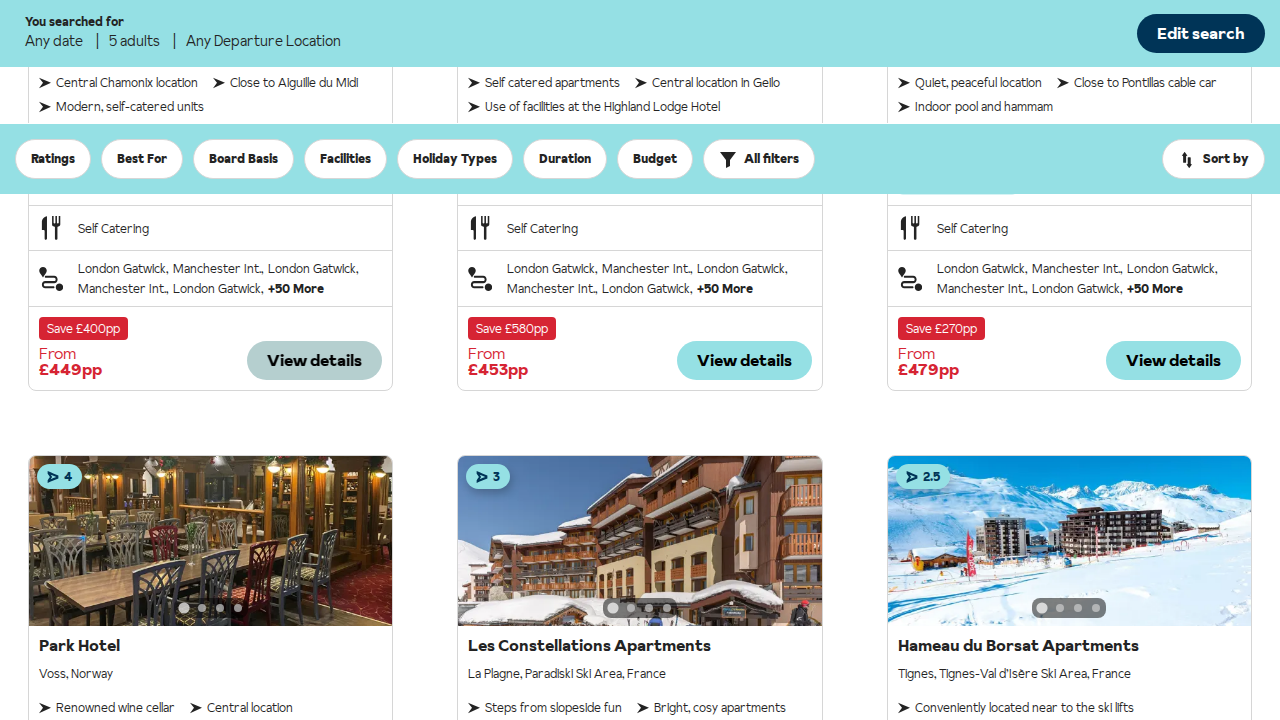 You searched for
Any date | 5 adults | Any Departure Location
Edit search
Central Chamonix location Close to Aiguille du Midi
Modern, self-catered units
Self catered apartments Central location in Geilo
Use of facilities at the Highland Lodge Hotel
Quiet, peaceful location Close to Pontillas cable car
Indoor pool and hammam
Ratings Best For Board Basis Facilities Holiday Types Duration Budget All filters Sort by
Self Catering
London Gatwick, Manchester Int., London Gatwick,
Manchester Int., London Gatwick, +50 More
Save £400pp
From
£449pp
View details
Self Catering
London Gatwick, Manchester Int., London Gatwick,
Manchester Int., London Gatwick, +50 More
Save £580pp
From
£453pp
View details
Self Catering
London Gatwick, Manchester Int., London Gatwick,
Manchester Int., London Gatwick, +50 More
Save £270pp
From
£479pp
View details
4
Park Hotel
Voss, Norway
Renowned wine cellar Central location
3
Les Constellations Apartments
La Plagne, Paradiski Ski Area, France
Steps from slopeside fun Bright, cosy apartments
2.5
Hameau du Borsat Apartments
Tignes, Tignes-Val d'Isère Ski Area, France
Conveniently located near to the ski lifts